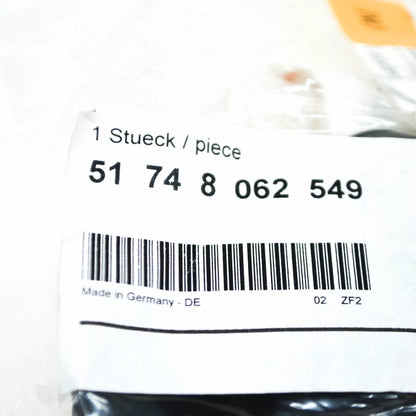 1 Stueck / piece
51 74 8 062 549
Made in Germany - DE 02 ZF2